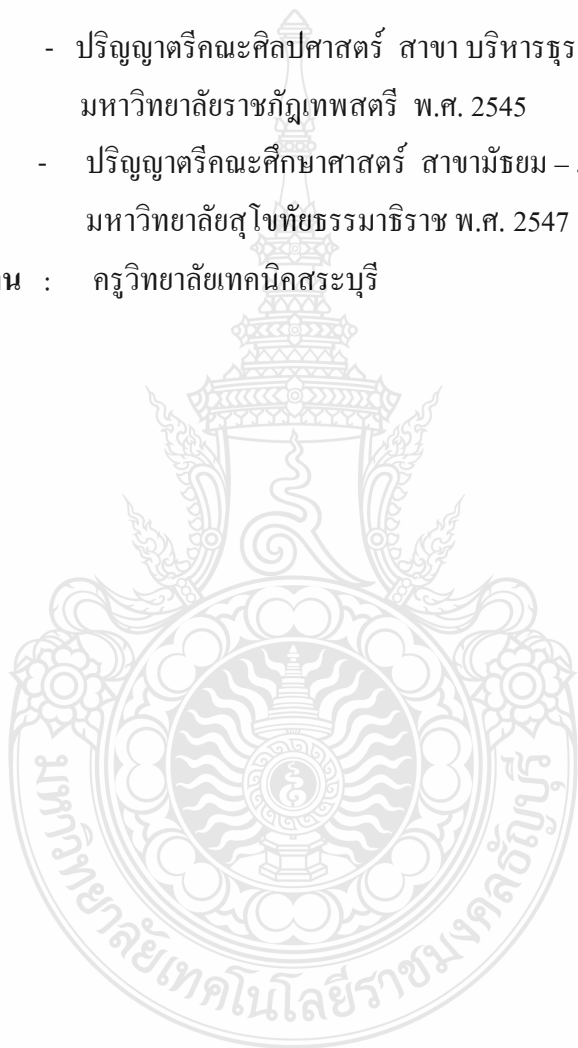 - ปริญญาตรีคณะศิลปศาสตร์ สาขา บริหารธุร
มหาวิทยาลัยราชภัฏเทพสตรี พ.ศ. 2545
- ปริญญาตรีคณะศึกษาศาสตร์ สาขามัธยม –
มหาวิทยาลัยสุโขทัยธรรมาธิราช พ.ศ. 2547
าน : ครูวิทยาลัยเทคนิคสระบุรี
มหาวิทยาลัยเทคโนโลยีราชมงคลธัญบุรี